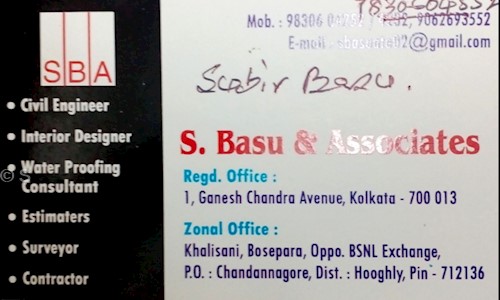 7830604352
Mob. : 98306 9062693552
E-mail : @gmail.com
Subir Basu.
SBA
• Civil Engineer
• Interior Designer
• Water Proofing
Consultant
• Estimaters
• Surveyor
• Contractor
S. Basu & Associates
Regd. Office :
1, Ganesh Chandra Avenue, Kolkata - 700 013
Zonal Office :
Khalisani, Bosepara, Oppo. BSNL Exchange,
P.O. : Chandannagore, Dist. : Hooghly, Pin - 712136